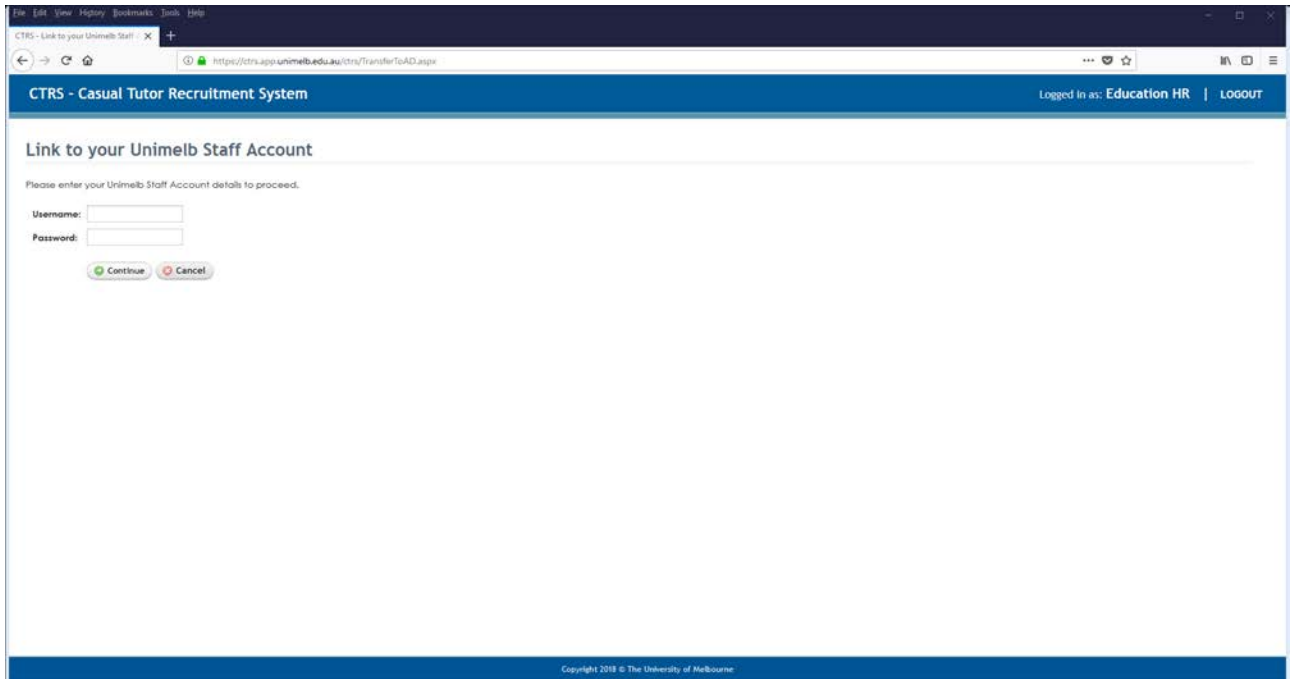 File Edit View History Bookmarks Tools Help
CTRS - Link to your Unimelb Staff
https://ctrs.app.unimelb.edu.au/ctrs/TransferToAD.aspx
CTRS - Casual Tutor Recruitment System Logged in as: Education HR | LOGOUT
Link to your Unimelb Staff Account
Please enter your Unimelb Staff Account details to proceed.
Username:
Password:
Continue Cancel
Copyright 2018 © The University of Melbourne